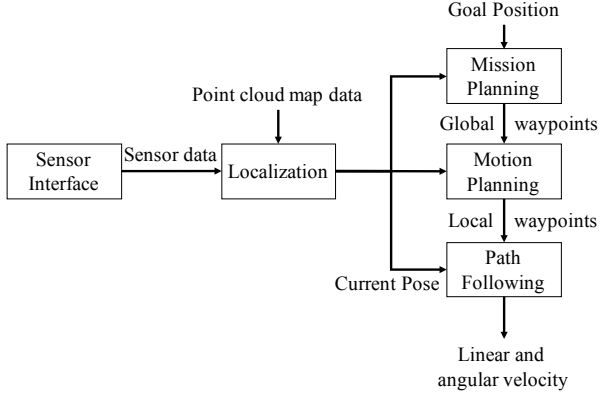 Goal Position
Mission
Planning
Point cloud map data
Global waypoints
Sensor
Interface
Sensor data
Localization
Motion
Planning
Local waypoints
Path
Following
Current Pose
Linear and
angular velocity